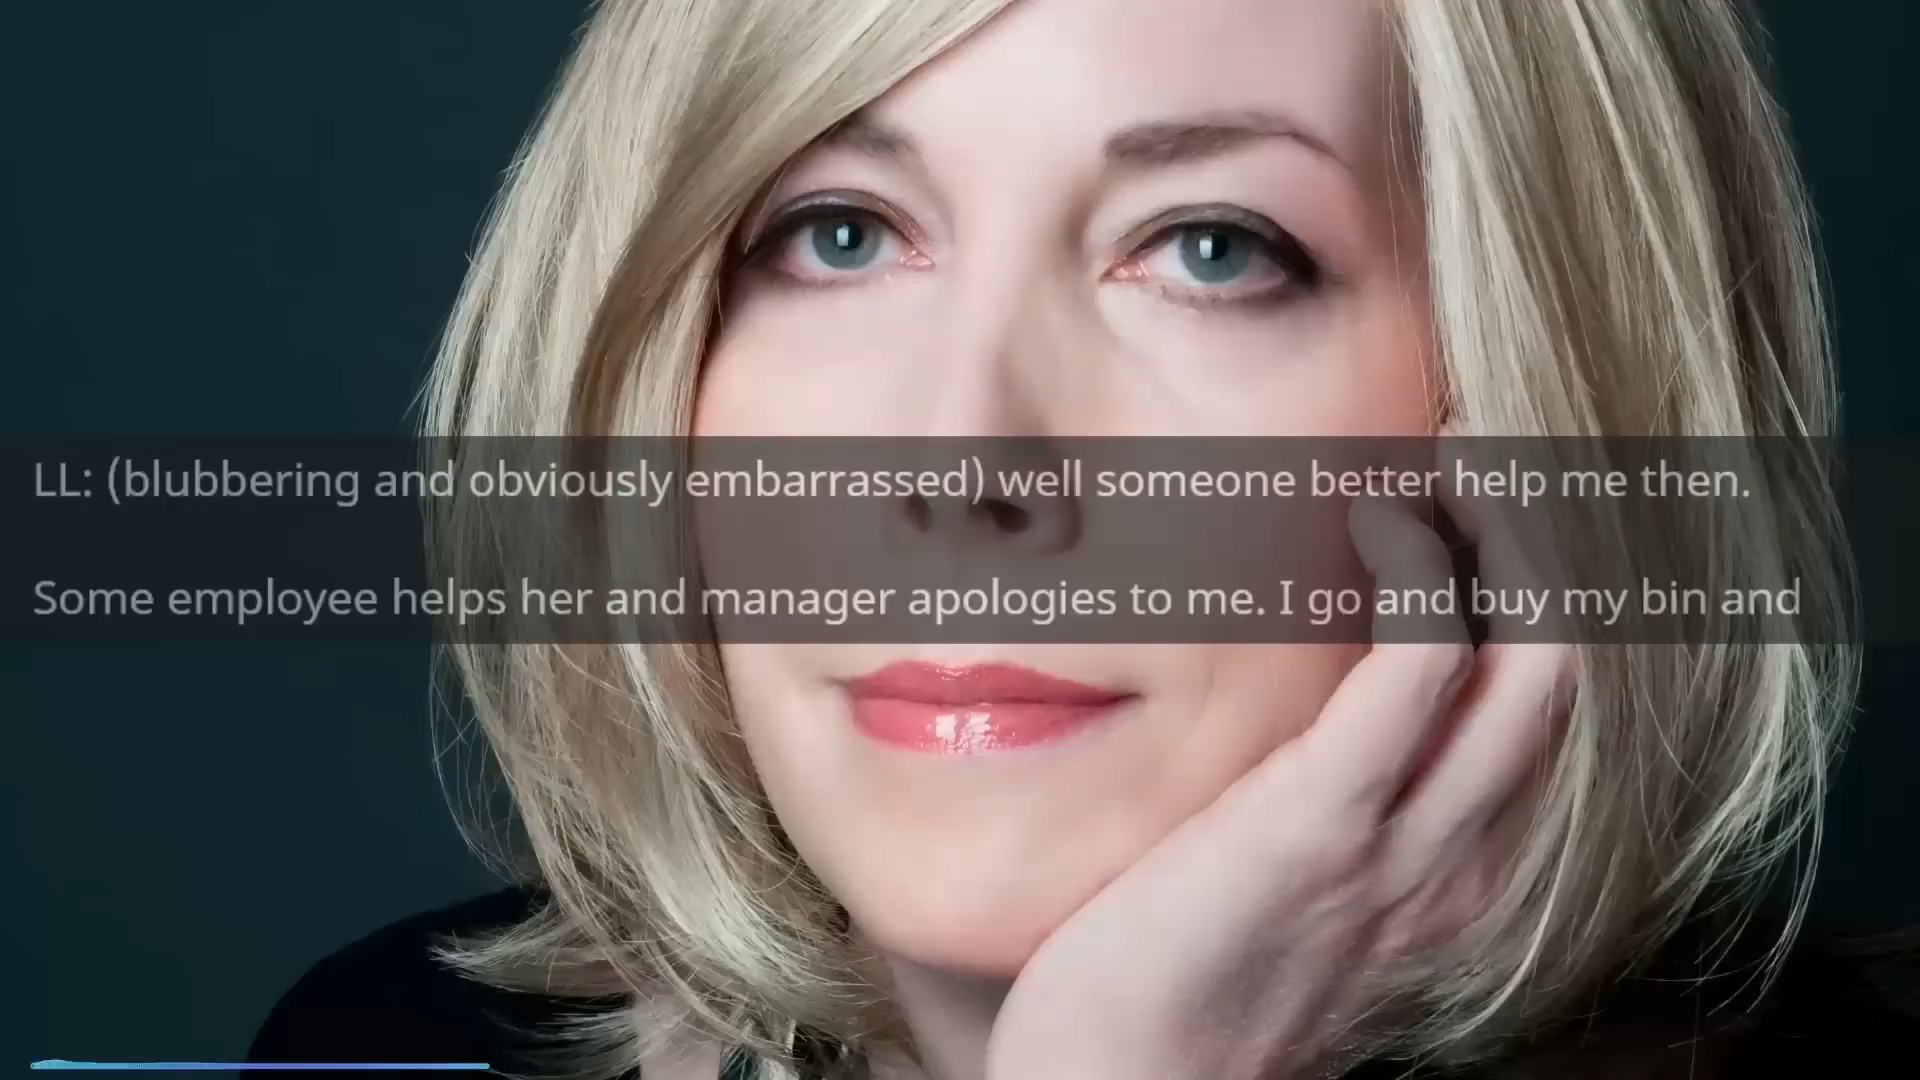 LL: (blubbering and obviously embarrassed) well someone better help me then.
Some employee helps her and manager apologies to me. I go and buy my bin and